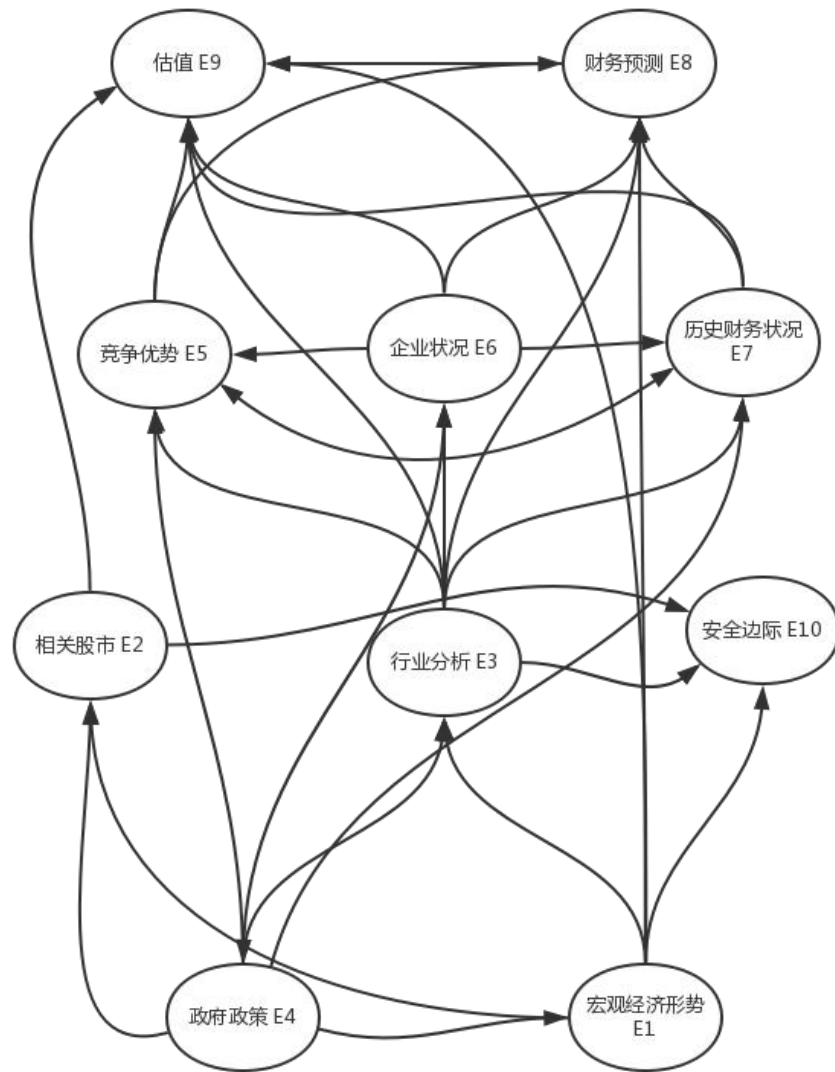 估值 E9
财务预测 E8
竞争优势 E5
企业状况 E6
历史财务状况
E7
相关股市 E2
行业分析 E3
安全边际 E10
政府政策 E4
宏观经济形势
E1